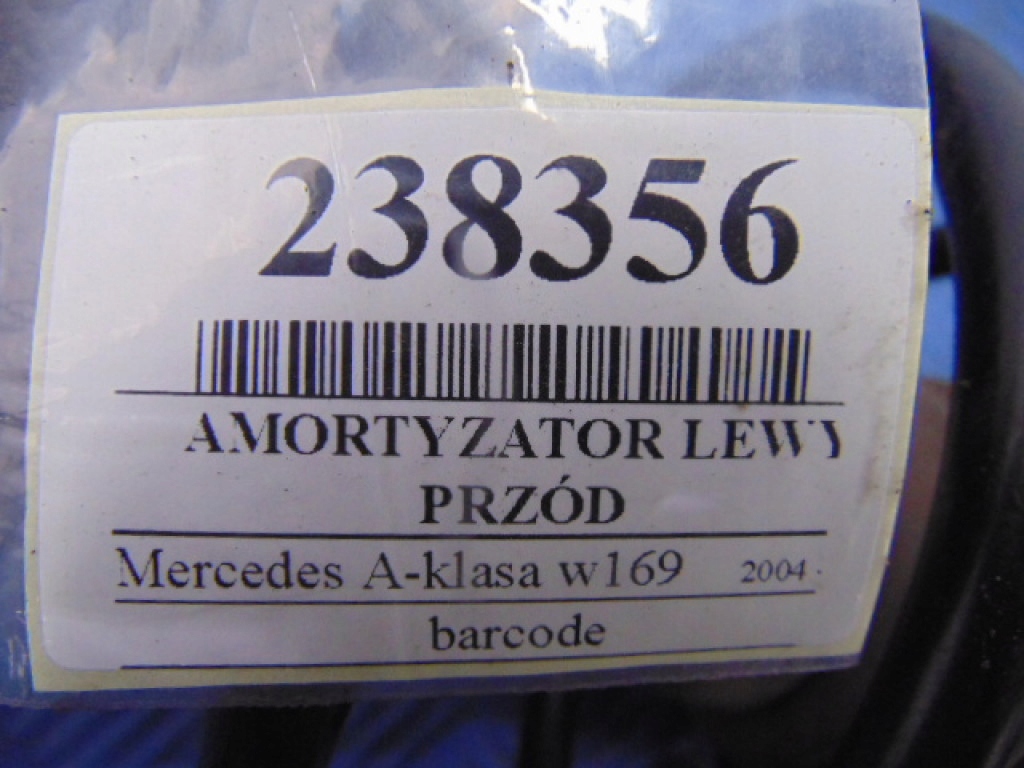 238356
AMORTYZATOR LEWY
PRZÓD
Mercedes A-klasa w169 2004-
barcode